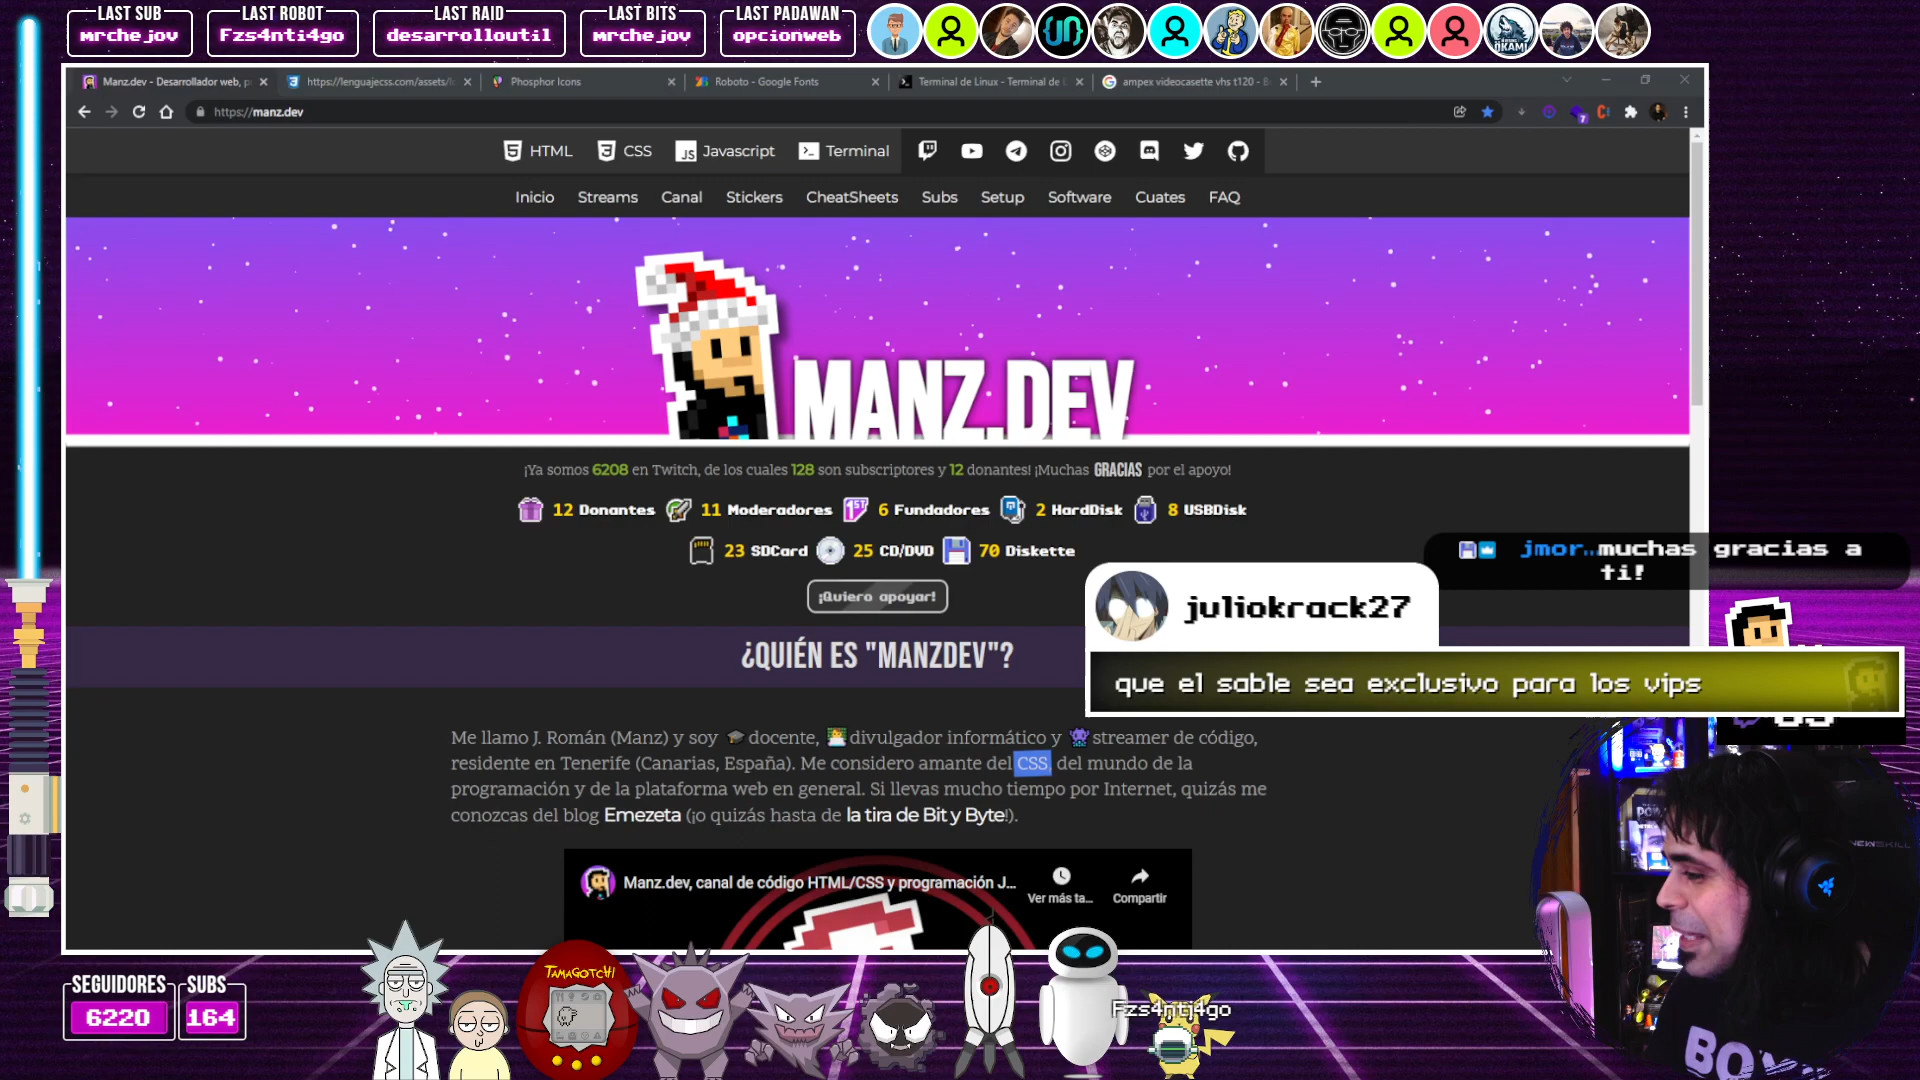 LAST SUB
mrchejov
LAST ROBOT
Fzs4nti4go
LAST RAID
desarrolloutil
LAST BITS
mrchejov
LAST PADAWAN
opcionweb
Manz.dev - Desarrollador web, p
https://lenguajecss.com/assets/lo
Phosphor Icons
Roboto - Google Fonts
Terminal de Linux - Terminal de
ampex videocasette vhs t120 - B
https://manz.dev
HTML
CSS
Javascript
Terminal
Inicio
Streams
Canal
Stickers
CheatSheets
Subs
Setup
Software
Cuates
FAQ
MANZ.DEV
¡Ya somos 6208 en Twitch, de los cuales 128 son subscriptores y 12 donantes! ¡Muchas GRACIAS por el apoyo!
12 Donantes
11 Moderadores
6 Fundadores
2 HardDisk
8 USBDisk
23 SDCard
25 CD/DVD
70 Diskette
¡Quiero apoyar!
jmor...muchas gracias a
ti!
juliokrack27
que el sable sea exclusivo para los vips
¿QUIÉN ES "MANZDEV"?
Me llamo J. Román (Manz) y soy docente, divulgador informático y streamer de código,
residente en Tenerife (Canarias, España). Me considero amante del CSS, del mundo de la
programación y de la plataforma web en general. Si llevas mucho tiempo por Internet, quizás me
conozcas del blog Emezeta (¡o quizás hasta de la tira de Bit y Byte!).
Manz.dev, canal de código HTML/CSS y programación J...
Ver más ta...
Compartir
SEGUIDORES
6220
SUBS
164
TAMAGOTCHI
Fzs4nti4go
NEWSKILL